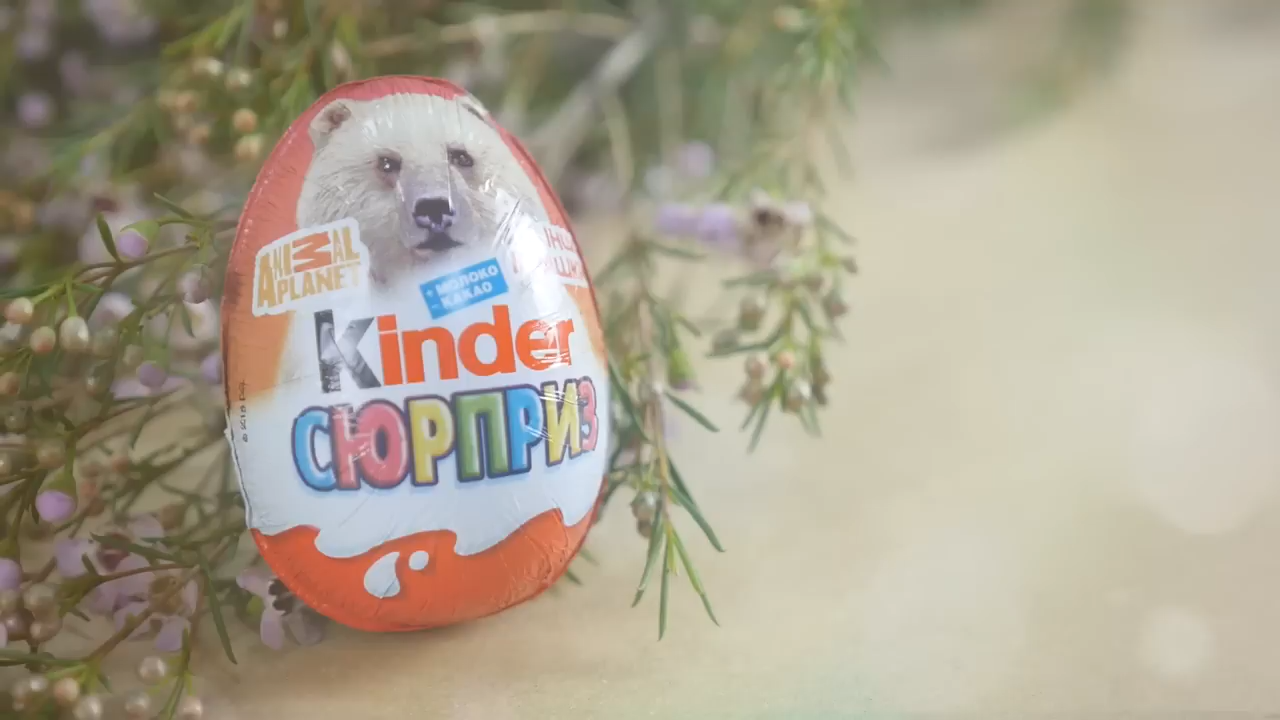 ANIMAL
PLANET
+МОЛОКО
-КАКАО
Kinder
СЮРПРИЗ